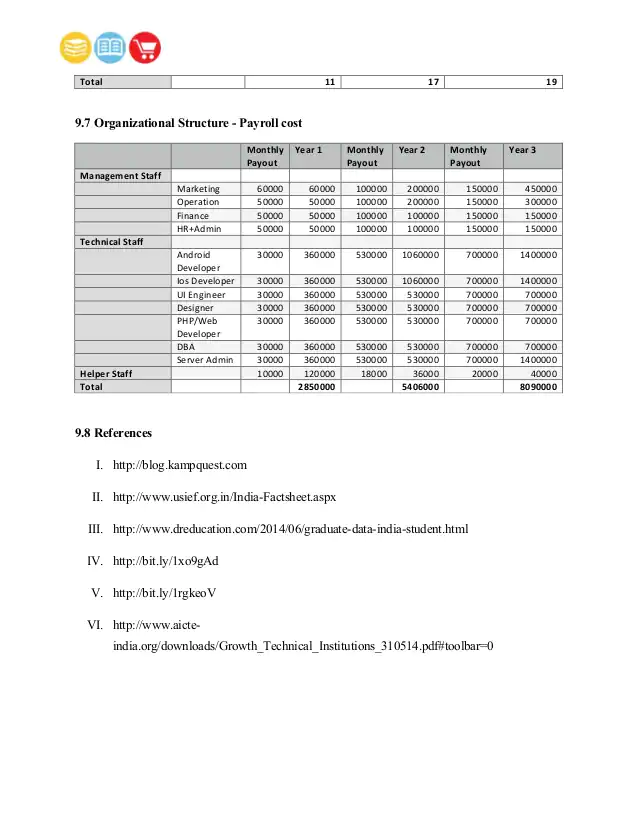 Total 11 17 19
9.7 Organizational Structure - Payroll cost
Monthly Payout Year 1 Monthly Payout Year 2 Monthly Payout Year 3
Management Staff
Marketing 60000 60000 100000 200000 150000 450000
Operation 50000 50000 100000 200000 150000 300000
Finance 50000 50000 100000 100000 150000 150000
HR+Admin 50000 50000 100000 100000 150000 150000
Technical Staff
Android Developer 30000 360000 530000 1060000 700000 1400000
Ios Developer 30000 360000 530000 1060000 700000 1400000
UI Engineer 30000 360000 530000 530000 700000 700000
Designer 30000 360000 530000 530000 700000 700000
PHP/Web Developer 30000 360000 530000 530000 700000 700000
DBA 30000 360000 530000 530000 700000 700000
Server Admin 30000 360000 530000 530000 700000 1400000
Helper Staff 10000 120000 18000 36000 20000 40000
Total 2850000 5406000 8090000
9.8 References
I. http://blog.kampquest.com
II. http://www.usief.org.in/India-Factsheet.aspx
III. http://www.dreducation.com/2014/06/graduate-data-india-student.html
IV. http://bit.ly/1xo9gAd
V. http://bit.ly/1rgkeoV
VI. http://www.aicte-
india.org/downloads/Growth_Technical_Institutions_310514.pdf#toolbar=0